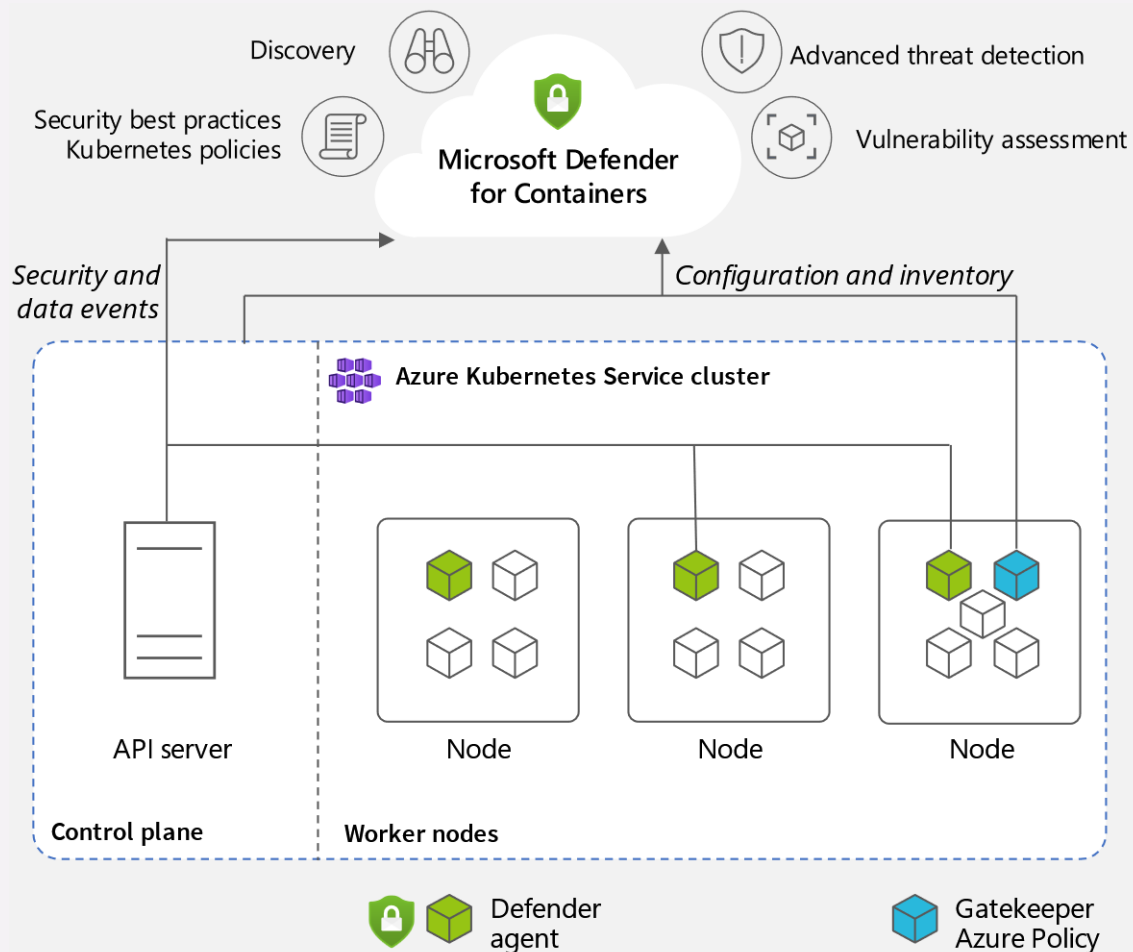 Discovery
Advanced threat detection
Security best practices
Kubernetes policies
Vulnerability assessment
Microsoft Defender
for Containers
Security and
data events
Configuration and inventory
Azure Kubernetes Service cluster
API server
Node
Node
Node
Control plane
Worker nodes
Defender
agent
Gatekeeper
Azure Policy